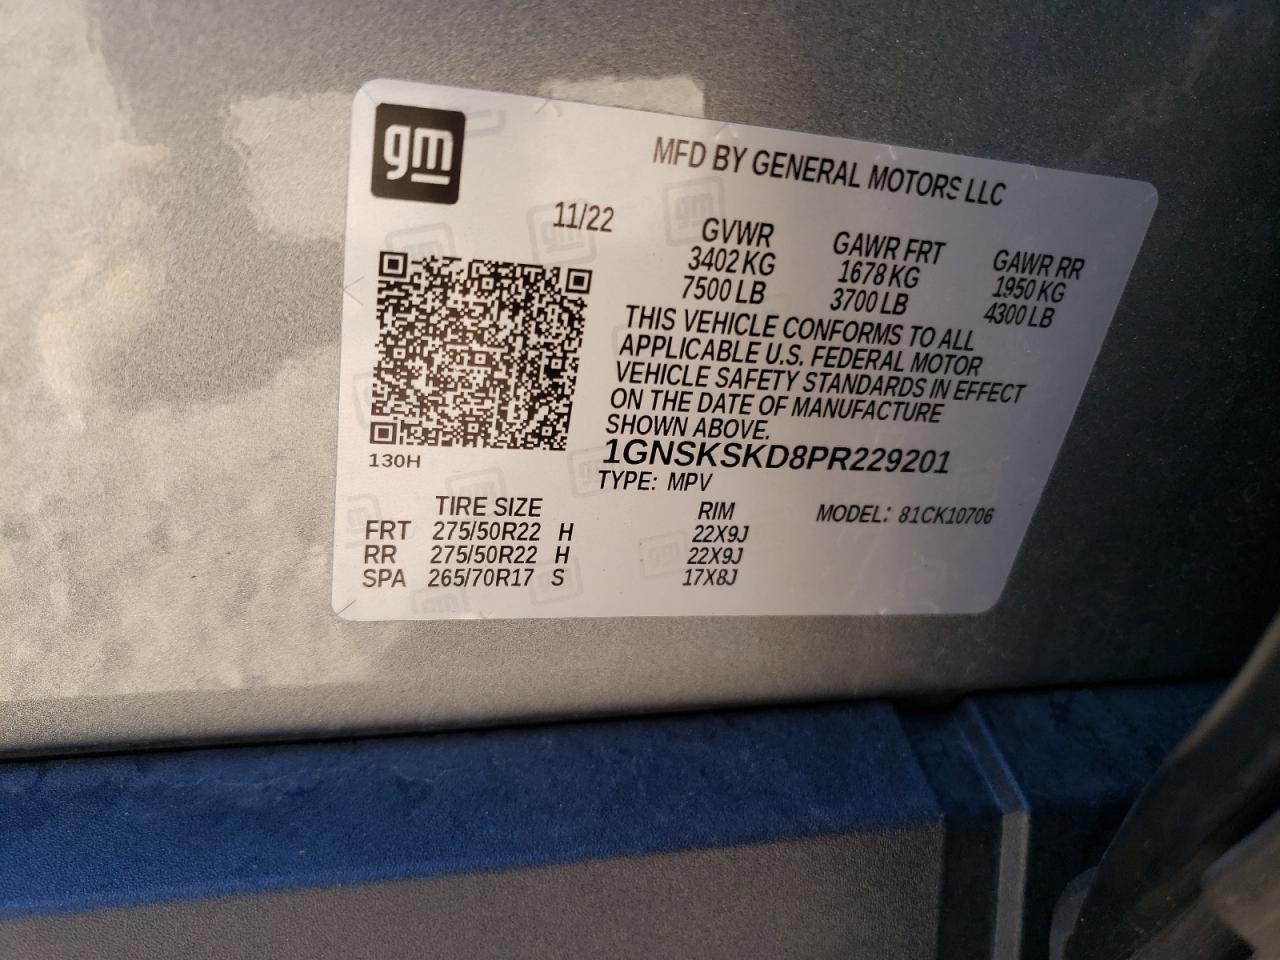 gm
MFD BY GENERAL MOTORS LLC
11/22
GVWR GAWR FRT GAWR RR
3402 KG 1678 KG 1950 KG
7500 LB 3700 LB 4300 LB
THIS VEHICLE CONFORMS TO ALL
APPLICABLE U.S. FEDERAL MOTOR
VEHICLE SAFETY STANDARDS IN EFFECT
ON THE DATE OF MANUFACTURE
SHOWN ABOVE.
130H
1GNSKSKD8PR229201
TYPE: MPV
TIRE SIZE RIM MODEL: 81CK10706
FRT 275/50R22 H 22X9J
RR 275/50R22 H 22X9J
SPA 265/70R17 S 17X8J